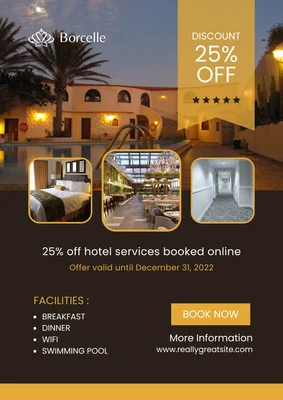 Borcelle
DISCOUNT
25%
OFF
25% off hotel services booked online
Offer valid until December 31, 2022
FACILITIES :
• BREAKFAST
• DINNER
• WIFI
• SWIMMING POOL
BOOK NOW
More Information
www.reallygreatsite.com